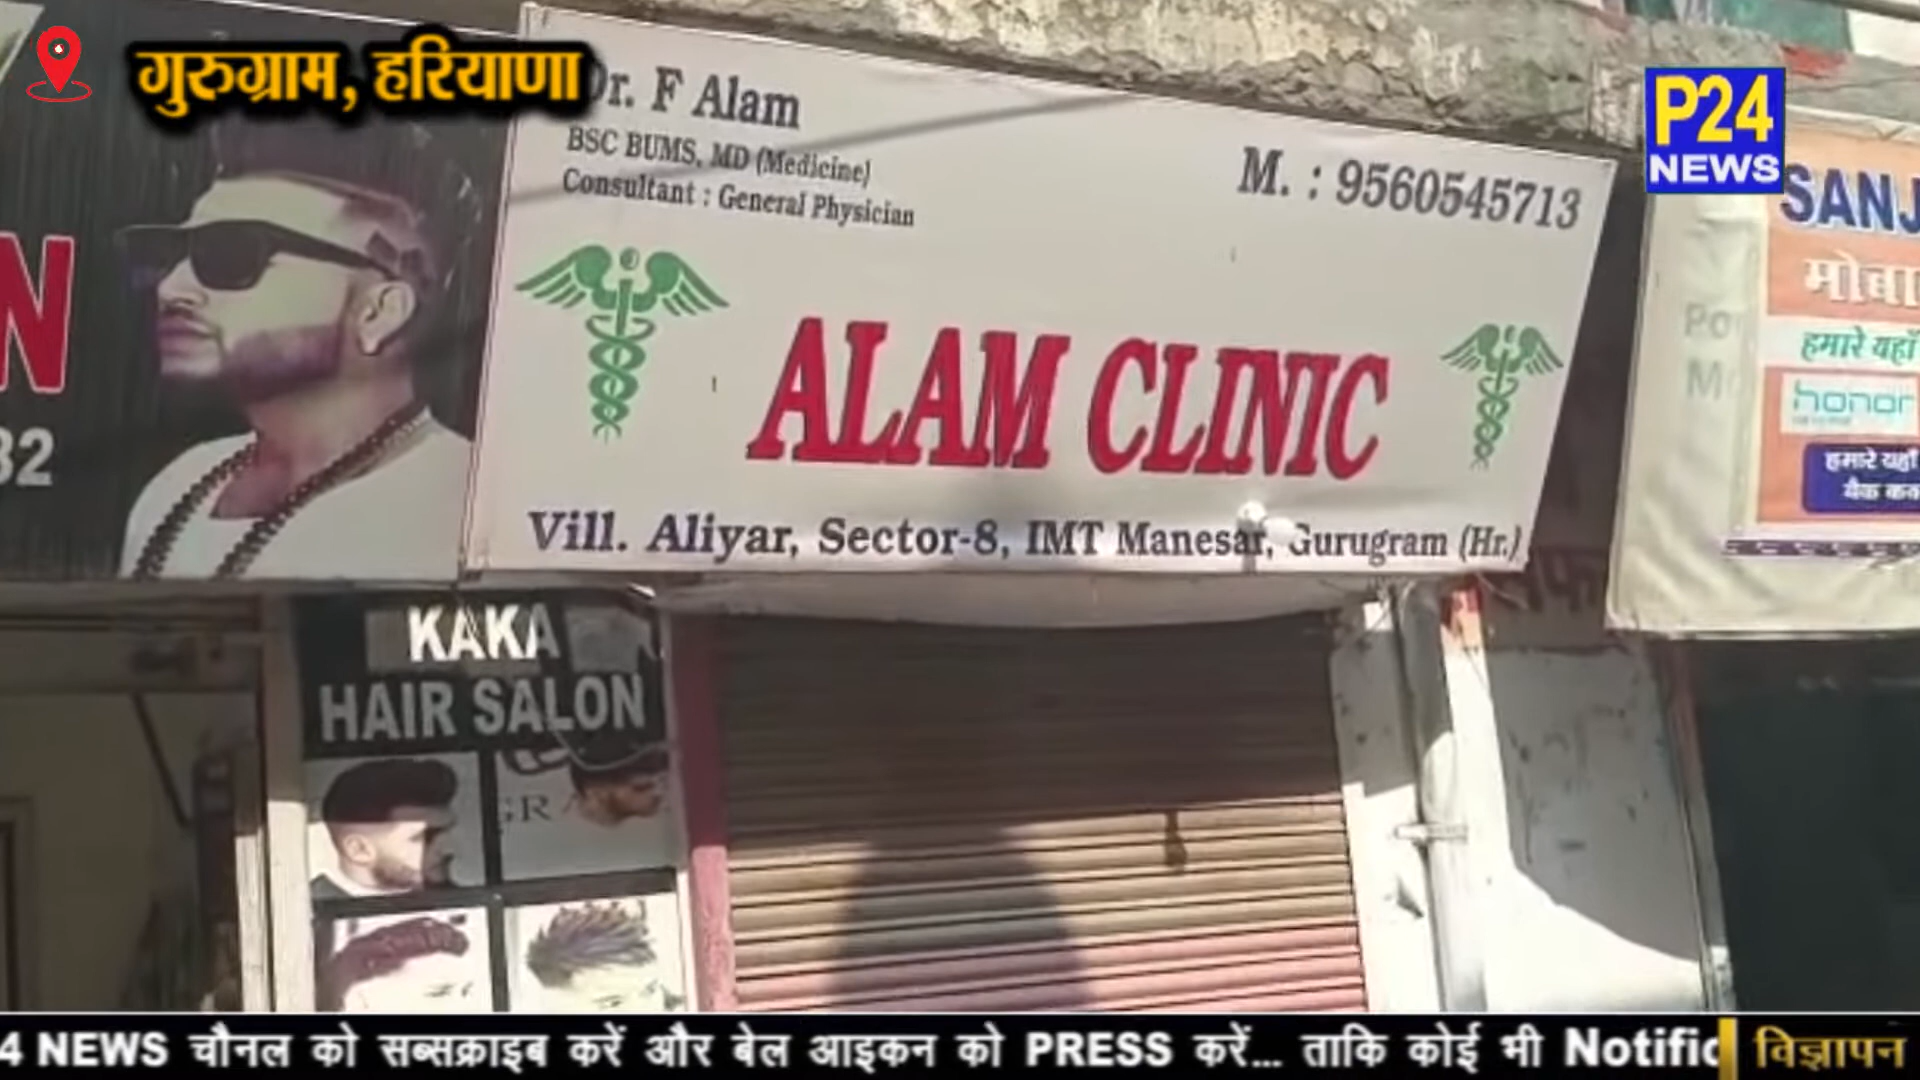 गुरुग्राम, हरियाणा
Dr. F Alam
BSC BUMS, MD (Medicine)
Consultant : General Physician
M. : 9560545713
ALAM CLINIC
Vill. Aliyar, Sector-8, IMT Manesar, Gurugram (Hr.)
N
32
KAKA
HAIR SALON
P24
NEWS
SANJ
मोबा
हमारे यहाँ
honor
हमारे यहाँ
4 NEWS चौनल को सब्सक्राइब करें और बेल आइकन को PRESS करें... ताकि कोई भी Notific
विज्ञापन